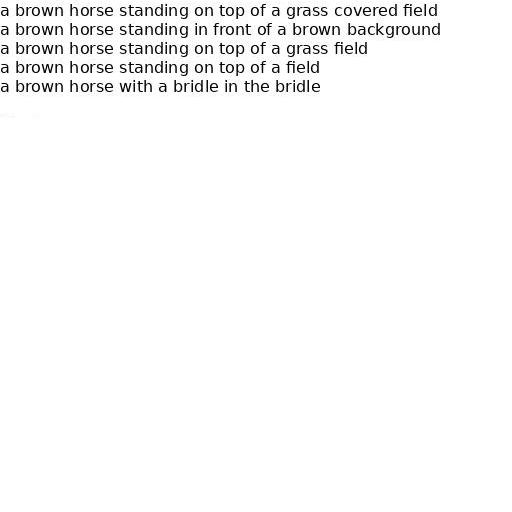 a brown horse standing on top of a grass covered field
a brown horse standing in front of a brown background
a brown horse standing on top of a grass field
a brown horse standing on top of a field
a brown horse with a bridle in the bridle